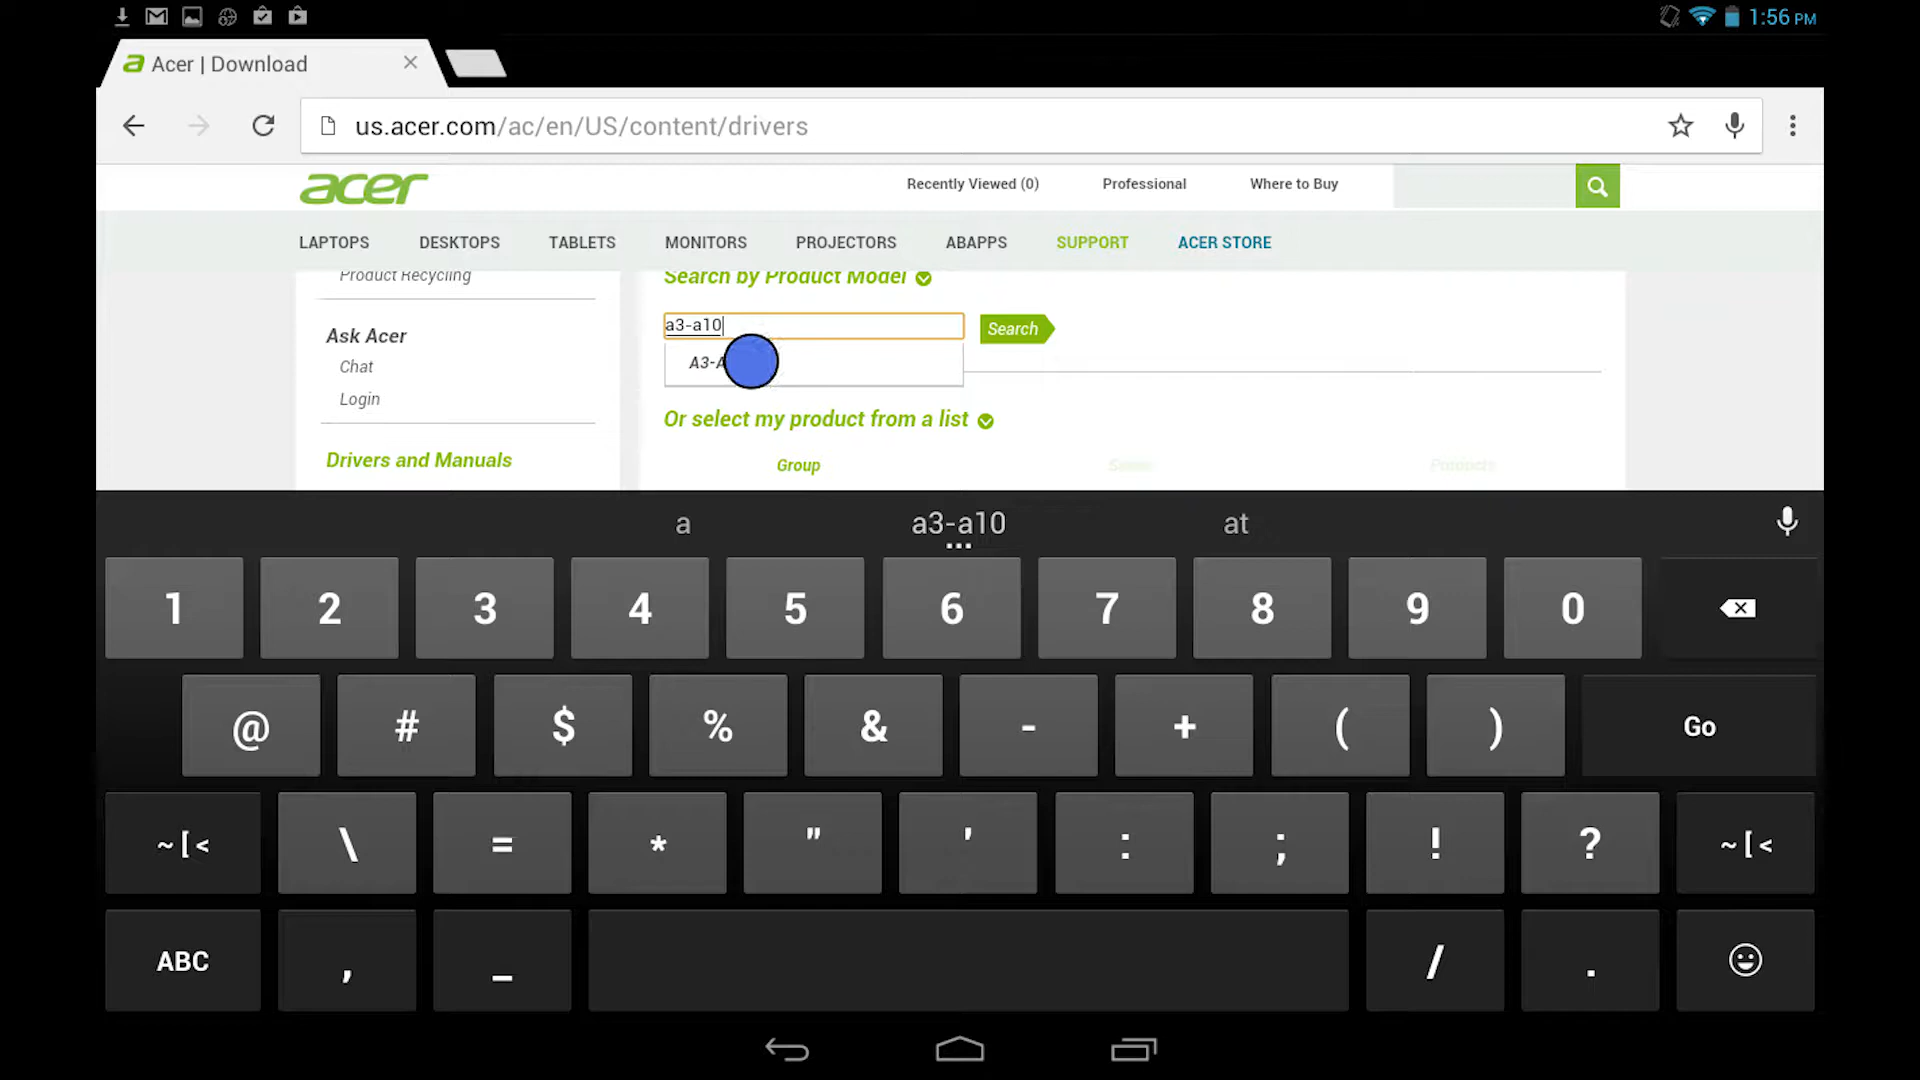 1:56 PM
Acer | Download
us.acer.com/ac/en/US/content/drivers
acer
Recently Viewed (0)
Professional
Where to Buy
LAPTOPS
DESKTOPS
TABLETS
MONITORS
PROJECTORS
ABAPPS
SUPPORT
ACER STORE
Product Recycling
Ask Acer
Chat
Login
Drivers and Manuals
Search by Product Model
a3-a10
Search
Or select my product from a list
Group
Series
Products
a
a3-a10
at
1 2 3 4 5 6 7 8 9 0
@ # $ % & - + ( ) Go
~ [ < \ = * " ' : ; ! ? ~ [ <
ABC , _ / .